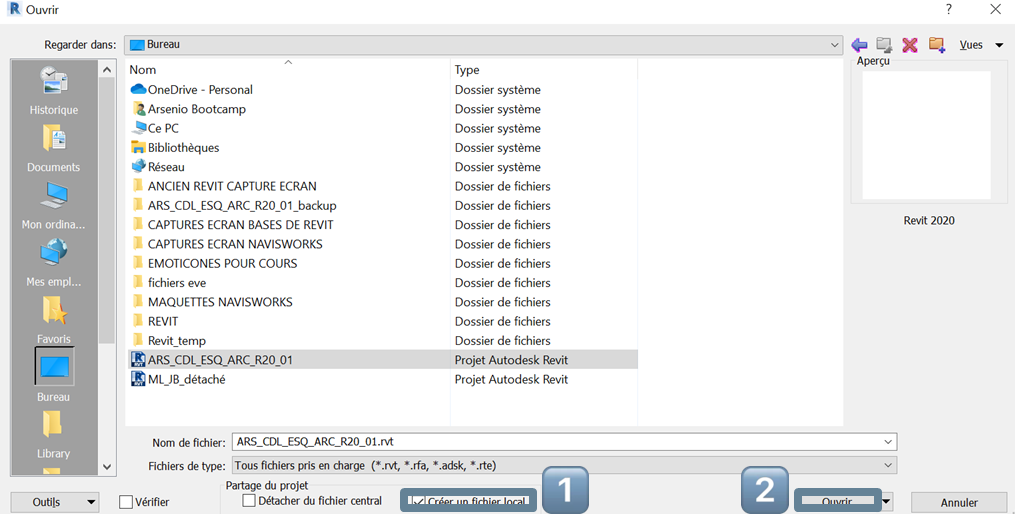 Ouvrir
Regarder dans: Bureau Vues
Aperçu
Nom Type
OneDrive - Personal Dossier système
Arsenio Bootcamp Dossier système
Ce PC Dossier système
Bibliothèques Dossier système
Réseau Dossier système
ANCIEN REVIT CAPTURE ECRAN Dossier de fichiers
ARS_CDL_ESQ_ARC_R20_01_backup Dossier de fichiers
CAPTURES ECRAN BASES DE REVIT Dossier de fichiers
CAPTURES ECRAN NAVISWORKS Dossier de fichiers
EMOTICONES POUR COURS Dossier de fichiers
fichiers eve Dossier de fichiers
MAQUETTES NAVISWORKS Dossier de fichiers
REVIT Dossier de fichiers
Revit_temp Dossier de fichiers
ARS_CDL_ESQ_ARC_R20_01 Projet Autodesk Revit
ML_JB_détaché Projet Autodesk Revit
Historique
Documents
Mon ordina...
Mes empl...
Favoris
Bureau
Library
Revit 2020
Nom de fichier: ARS_CDL_ESQ_ARC_R20_01.rvt
Fichiers de type: Tous fichiers pris en charge (*.rvt, *.rfa, *.adsk, *.rte)
Partage du projet
Outils Vérifier Détacher du fichier central Créer un fichier local 1 2 Ouvrir Annuler